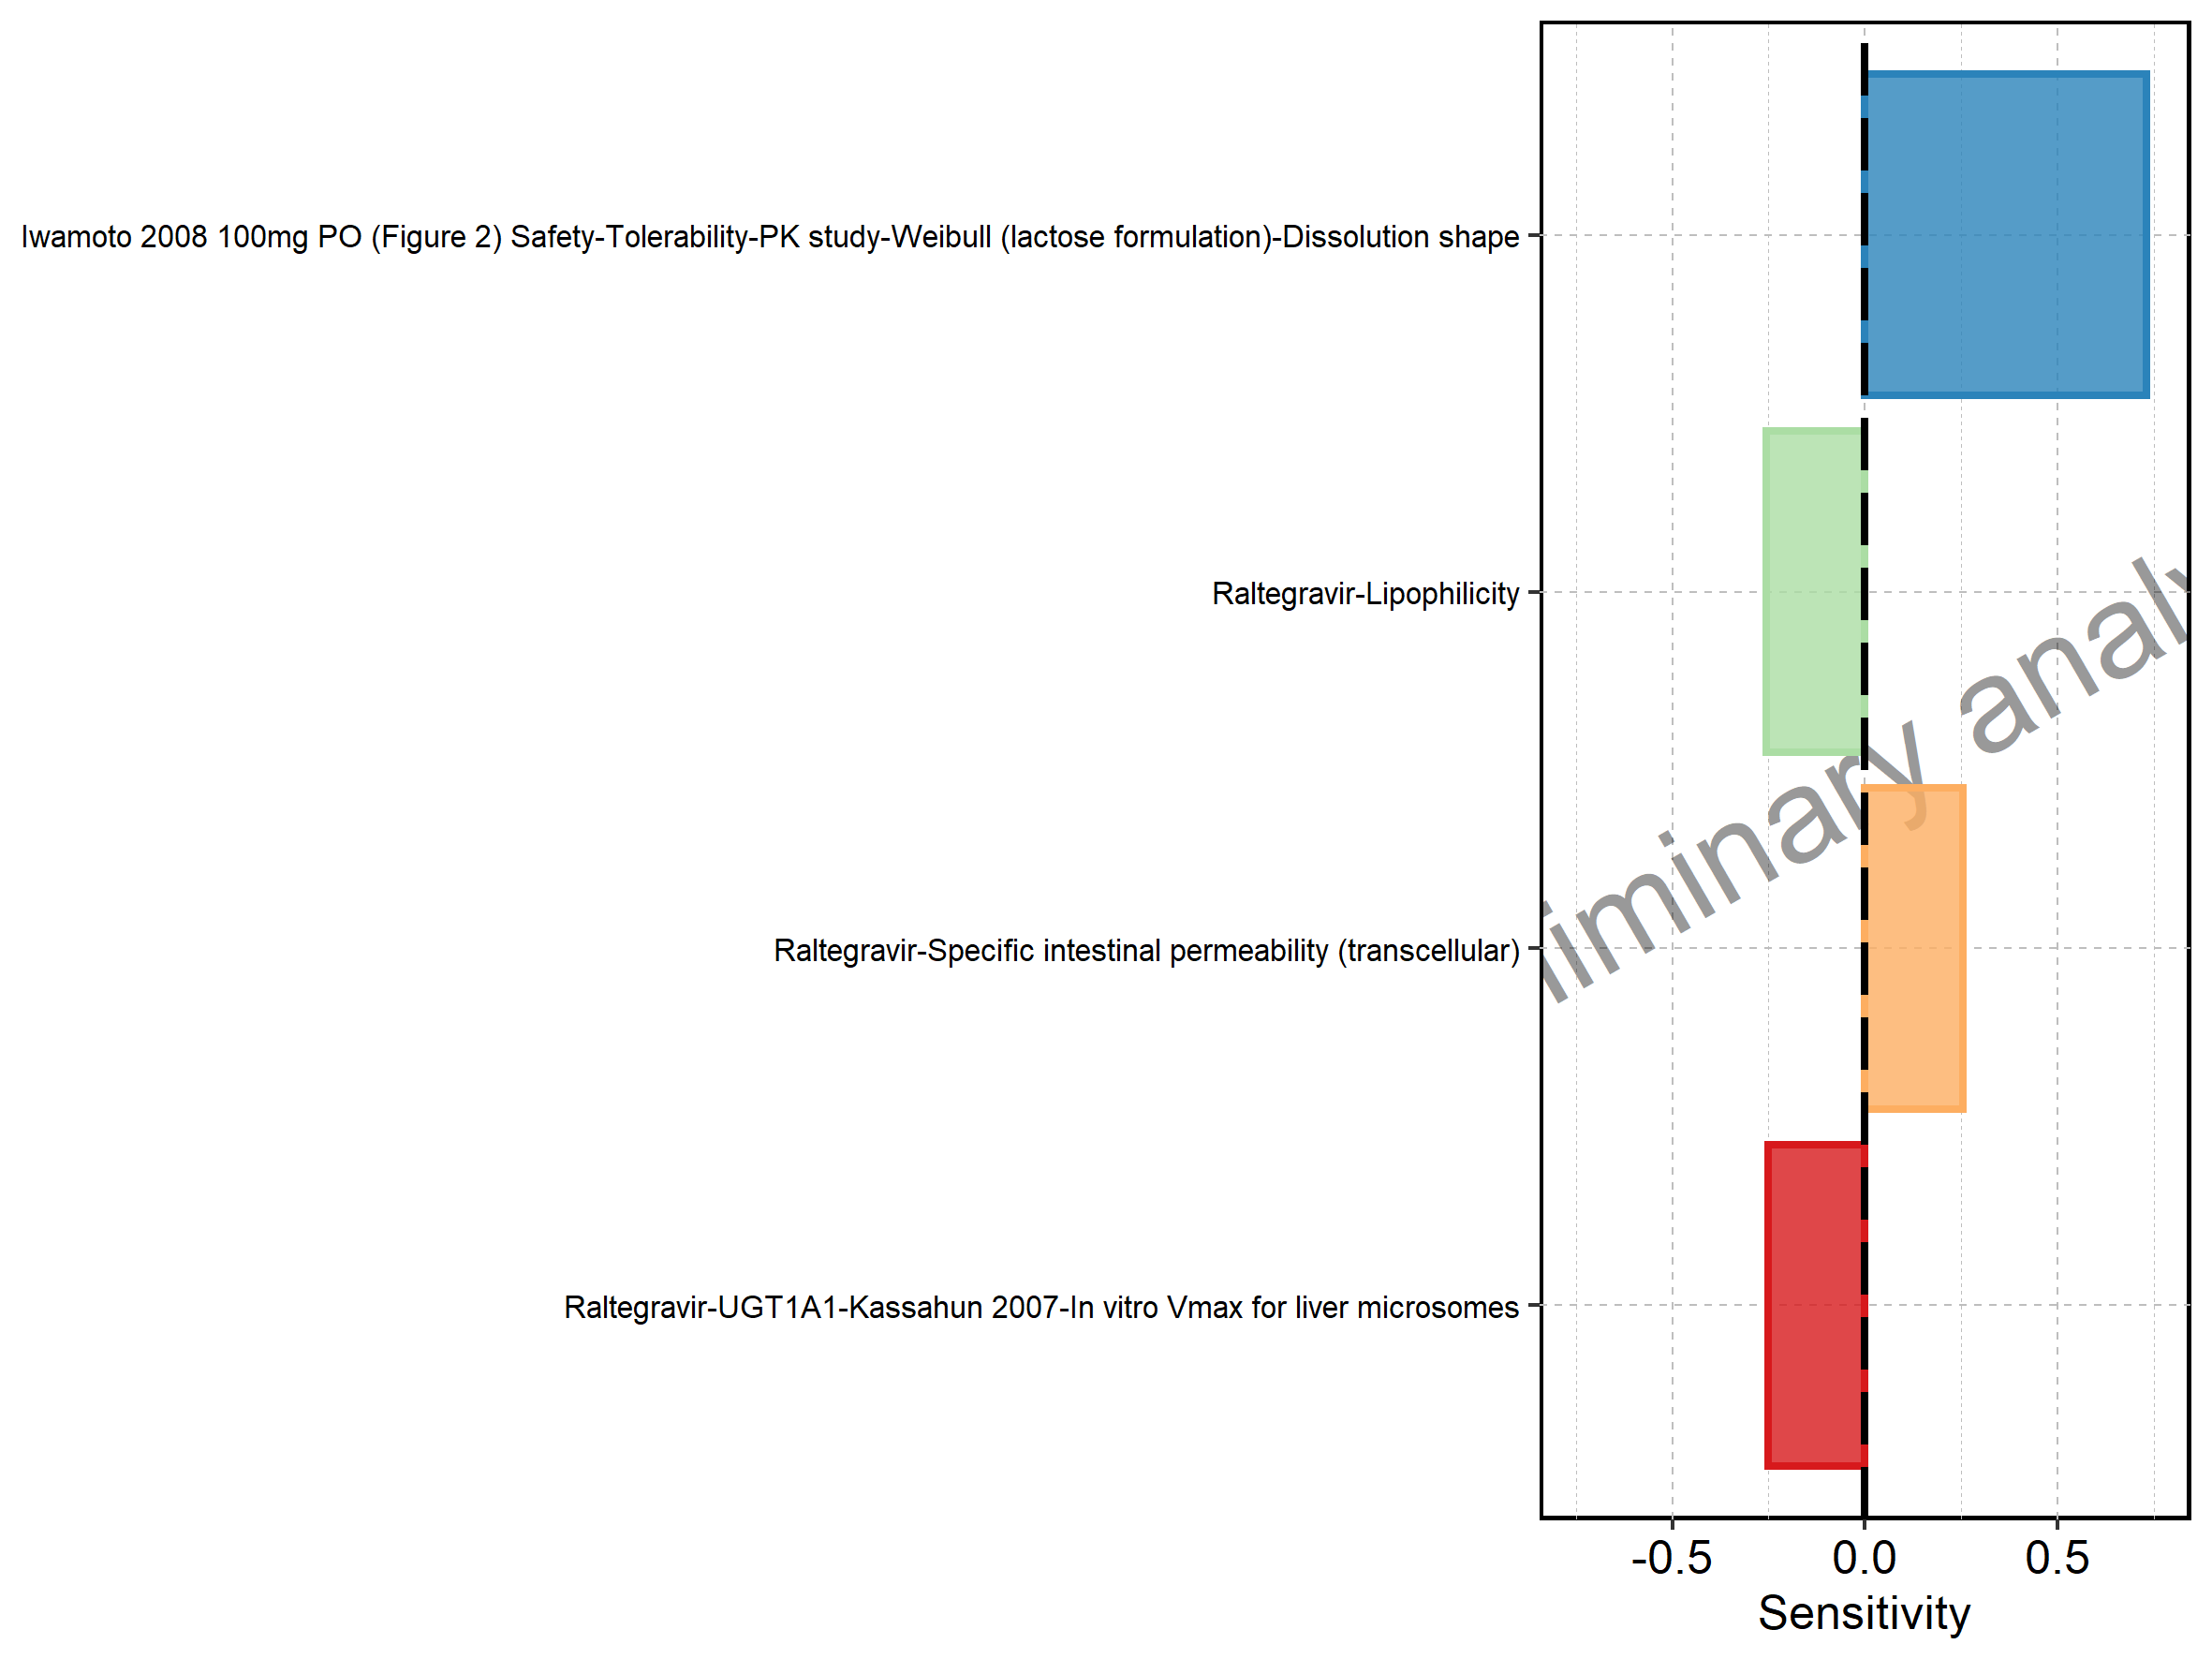 Iwamoto 2008 100mg PO (Figure 2) Safety-Tolerability-PK study-Weibull (lactose formulation)-Dissolution shape
Raltegravir-Lipophilicity
iminary analy
Raltegravir-Specific intestinal permeability (transcellular)
Raltegravir-UGT1A1-Kassahun 2007-In vitro Vmax for liver microsomes
-0.5 0.0 0.5
Sensitivity